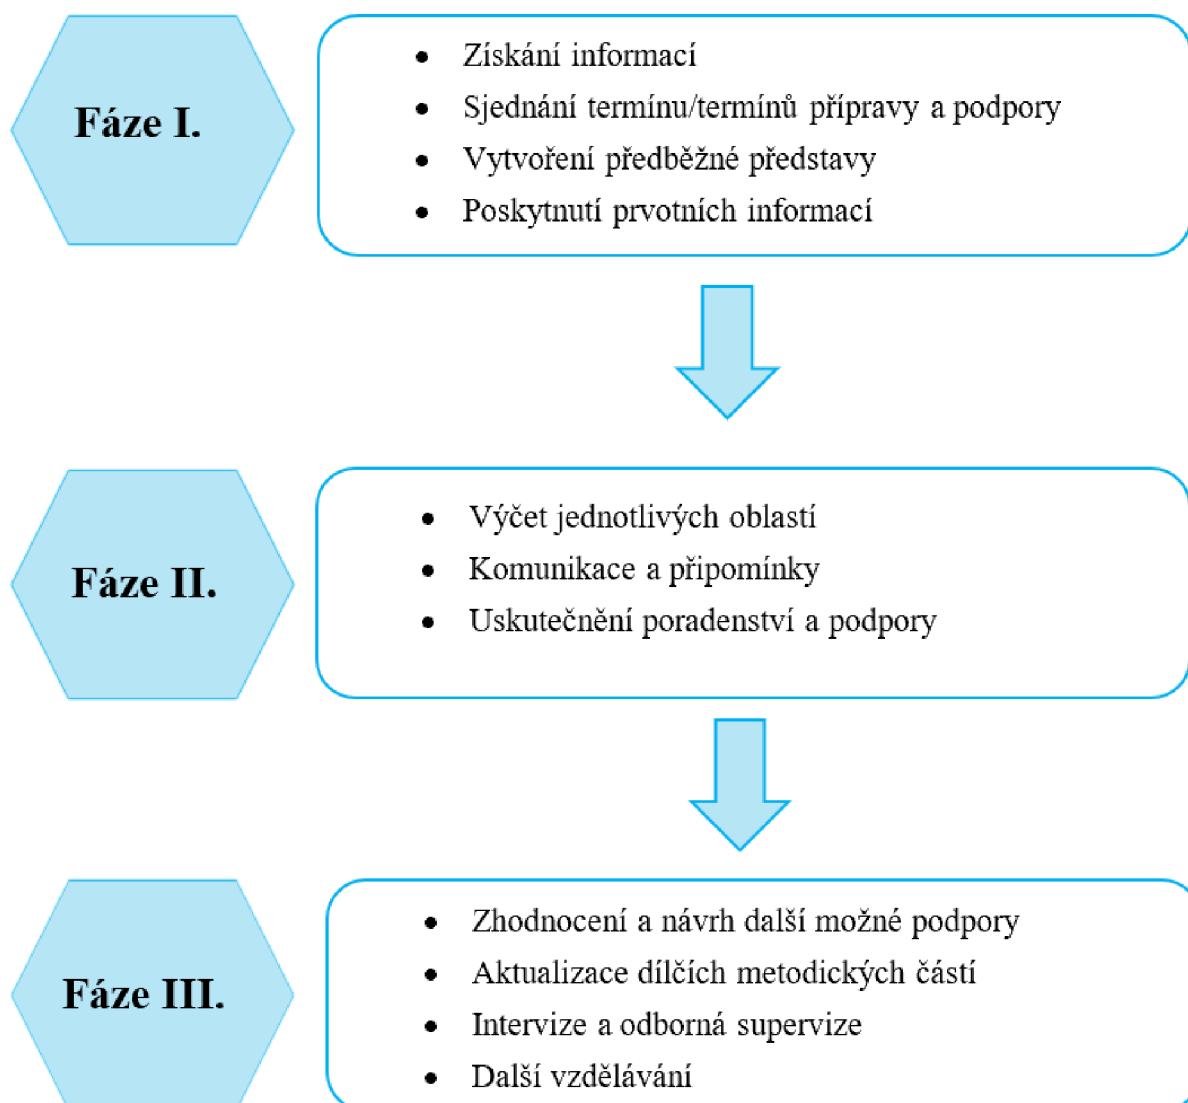 Fáze I.
• Získání informací
• Sjednání termínu/termínů přípravy a podpory
• Vytvoření předběžné představy
• Poskytnutí prvotních informací
Fáze II.
• Výčet jednotlivých oblastí
• Komunikace a připomínky
• Uskutečnění poradenství a podpory
Fáze III.
• Zhodnocení a návrh další možné podpory
• Aktualizace dílčích metodických částí
• Intervize a odborná supervize
• Další vzdělávání